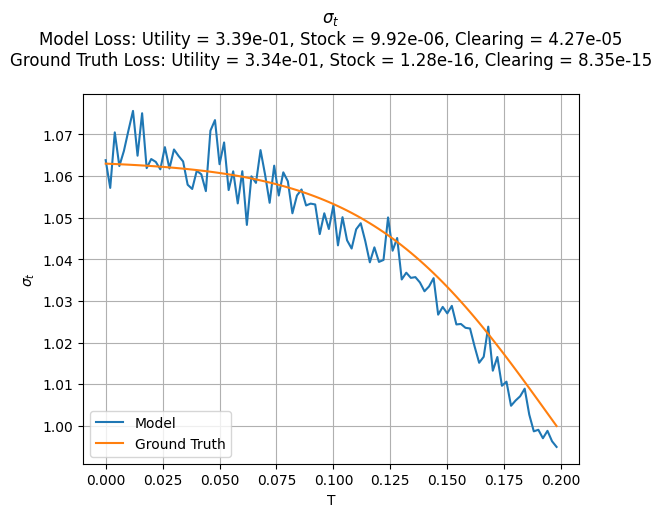 σₜ
Model Loss: Utility = 3.39e-01, Stock = 9.92e-06, Clearing = 4.27e-05
Ground Truth Loss: Utility = 3.34e-01, Stock = 1.28e-16, Clearing = 8.35e-15
1.07
1.06
1.05
1.04
1.03
1.02
1.01
1.00
σₜ
Model
Ground Truth
0.000 0.025 0.050 0.075 0.100 0.125 0.150 0.175 0.200
T